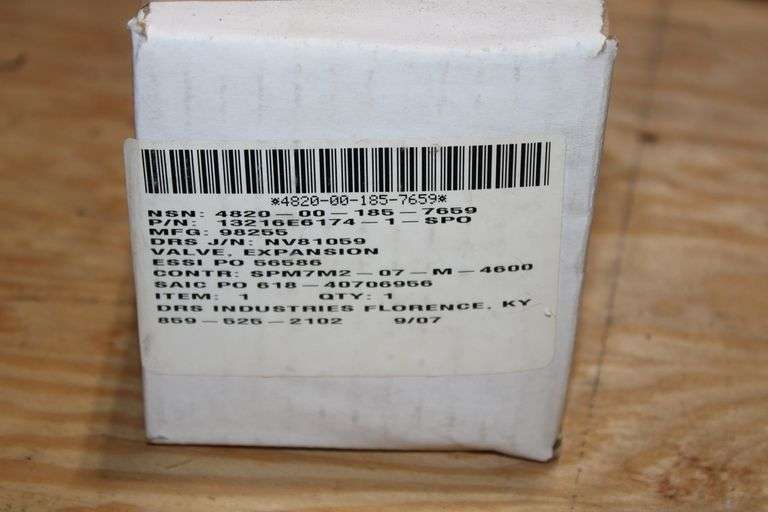 *4820-00-185-7659*
NSN: 4820-00-185-7659
P/N: 13216E6174-1-SPO
MFG: 98255
DRS J/N: NV81059
VALVE, EXPANSION
ESSI PO 56586
CONTR: SPM7M2-07-M-4600
SAIC PO 618-40706956
ITEM: 1 QTY: 1
DRS INDUSTRIES FLORENCE, KY
859-525-2102 9/07